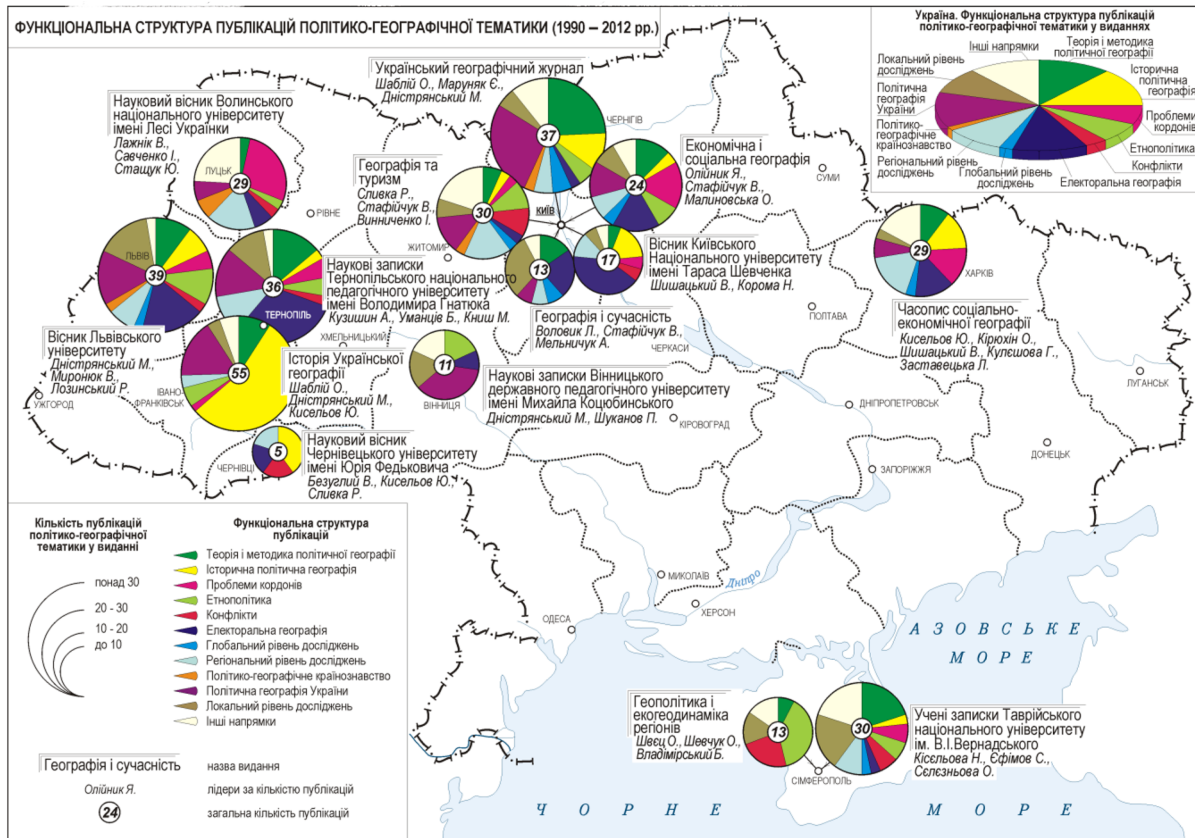 ФУНКЦІОНАЛЬНА СТРУКТУРА ПУБЛІКАЦІЙ ПОЛІТИКО-ГЕОГРАФІЧНОЇ ТЕМАТИКИ (1990 – 2012 рр.)
Україна. Функціональна структура публікацій
політико-географічної тематики у виданнях
Інші напрямки
Теорія і методика
політичної географії
Локальний рівень
досліджень
Історична
політична
географія
Політична
географія
України
Проблеми
кордонів
Політико-
географічне
країнознавство
Етнополітика
Регіональний рівень
досліджень
Конфлікти
Глобальний рівень
досліджень
Електоральна географія
Український географічний журнал
Шаблій О., Маруняк Є.,
Дністрянський М.
37
ЧЕРНІГІВ
Науковий вісник Волинського
національного університету
імені Лесі Українки
Лажнік В.,
Савченко І.,
Стащук Ю.
ЛУЦЬК
29
РІВНЕ
Географія та
туризм
Сливка Р.,
Стафійчук В.,
Винниченко І.
30
ЖИТОМИР
КИЇВ
Економічна і
соціальна географія
Олійник Я.,
Стафійчук В.,
Малиновська О.
24
СУМИ
Вісник Київського
Національного університету
імені Тараса Шевченка
Шишацький В., Корома Н.
17
13
Географія і сучасність
Воловик Л., Стафійчук В.,
Мельничук А.
ЧЕРКАСИ
29
ХАРКІВ
Часопис соціально-
економічної географії
Кисельов Ю., Кірюхін О.,
Шишацький В., Кулєшова Г.,
Заставецька Л.
ПОЛТАВА
ЛУГАНСЬК
ЛЬВІВ
39
Вісник Львівського
університету
Дністрянський М.,
Миронюк В.,
Лозинський Р.
36
ТЕРНОПІЛЬ
Наукові записки
Тернопільського національного
педагогічного університету
імені Володимира Гнатюка
Кузишин А., Уманців Б., Книш М.
ХМЕЛЬНИЦЬКИЙ
55
Історія Української
географії
Шаблій О.,
Дністрянський М.,
Кисельов Ю.
ІВАНО-
ФРАНКІВСЬК
УЖГОРОД
11
ВІННИЦЯ
Наукові записки Вінницького
державного педагогічного університету
імені Михайла Коцюбинського
Дністрянський М., Шуканов П.
КІРОВОГРАД
ДНІПРОПЕТРОВСЬК
ДОНЕЦЬК
ЗАПОРІЖЖЯ
5
ЧЕРНІВЦІ
Науковий вісник
Чернівецького університету
імені Юрія Федьковича
Безуглий В., Кисельов Ю.,
Сливка Р.
Кількість публікацій
політико-географічної
тематики у виданні
понад 30
20 - 30
10 - 20
до 10
Функціональна структура
публікацій
Теорія і методика політичної географії
Історична політична географія
Проблеми кордонів
Етнополітика
Конфлікти
Електоральна географія
Глобальний рівень досліджень
Регіональний рівень досліджень
Політико-географічне країнознавство
Політична географія України
Локальний рівень досліджень
Інші напрямки
Географія і сучасність
назва видання
Олійник Я.
лідери за кількістю публікацій
24
загальна кількість публікацій
МИКОЛАЇВ
Дніпро
ХЕРСОН
ОДЕСА
АЗОВСЬКЕ
МОРЕ
Геополітика і
екогеодинаміка
регіонів
Швец О., Шевчук О.,
Владімірський Б.
13
30
СІМФЕРОПОЛЬ
Учені записки Таврійського
національного університету
ім. В.І.Вернадського
Кісєльова Н., Єфімов С.,
Сєлєзньова О.
ЧОРНЕ МОРЕ